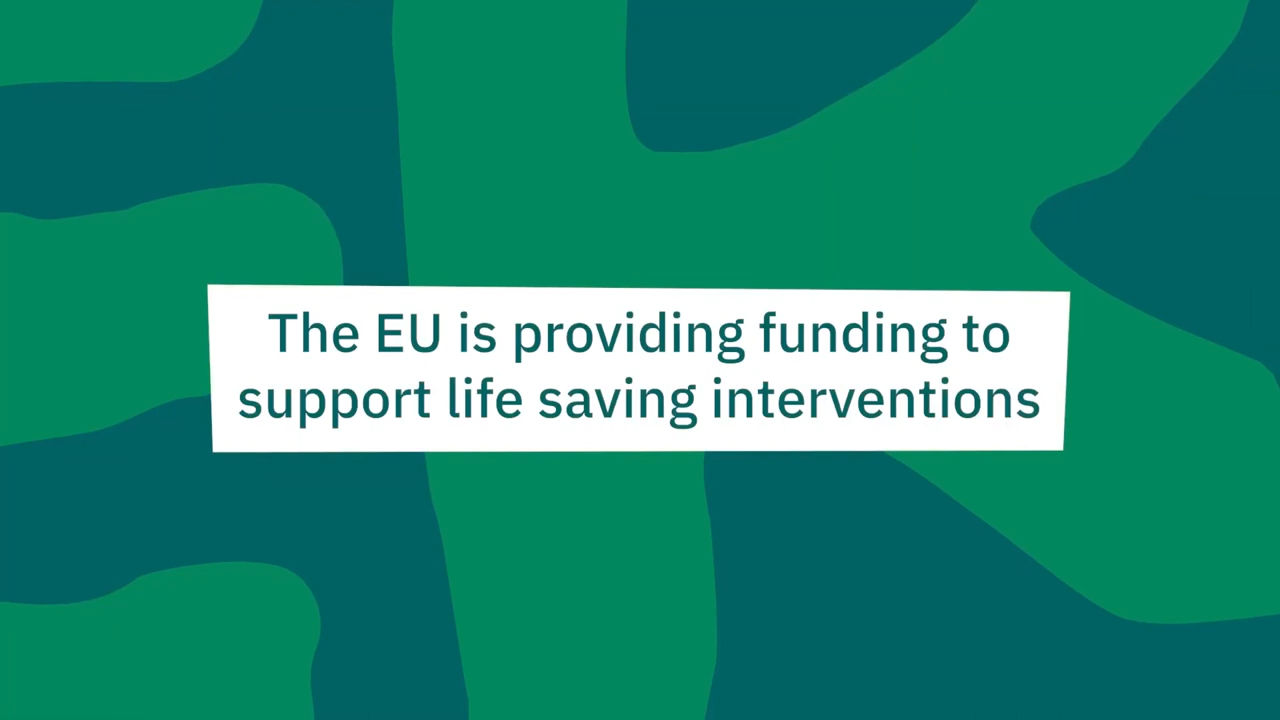 The EU is providing funding to
support life saving interventions